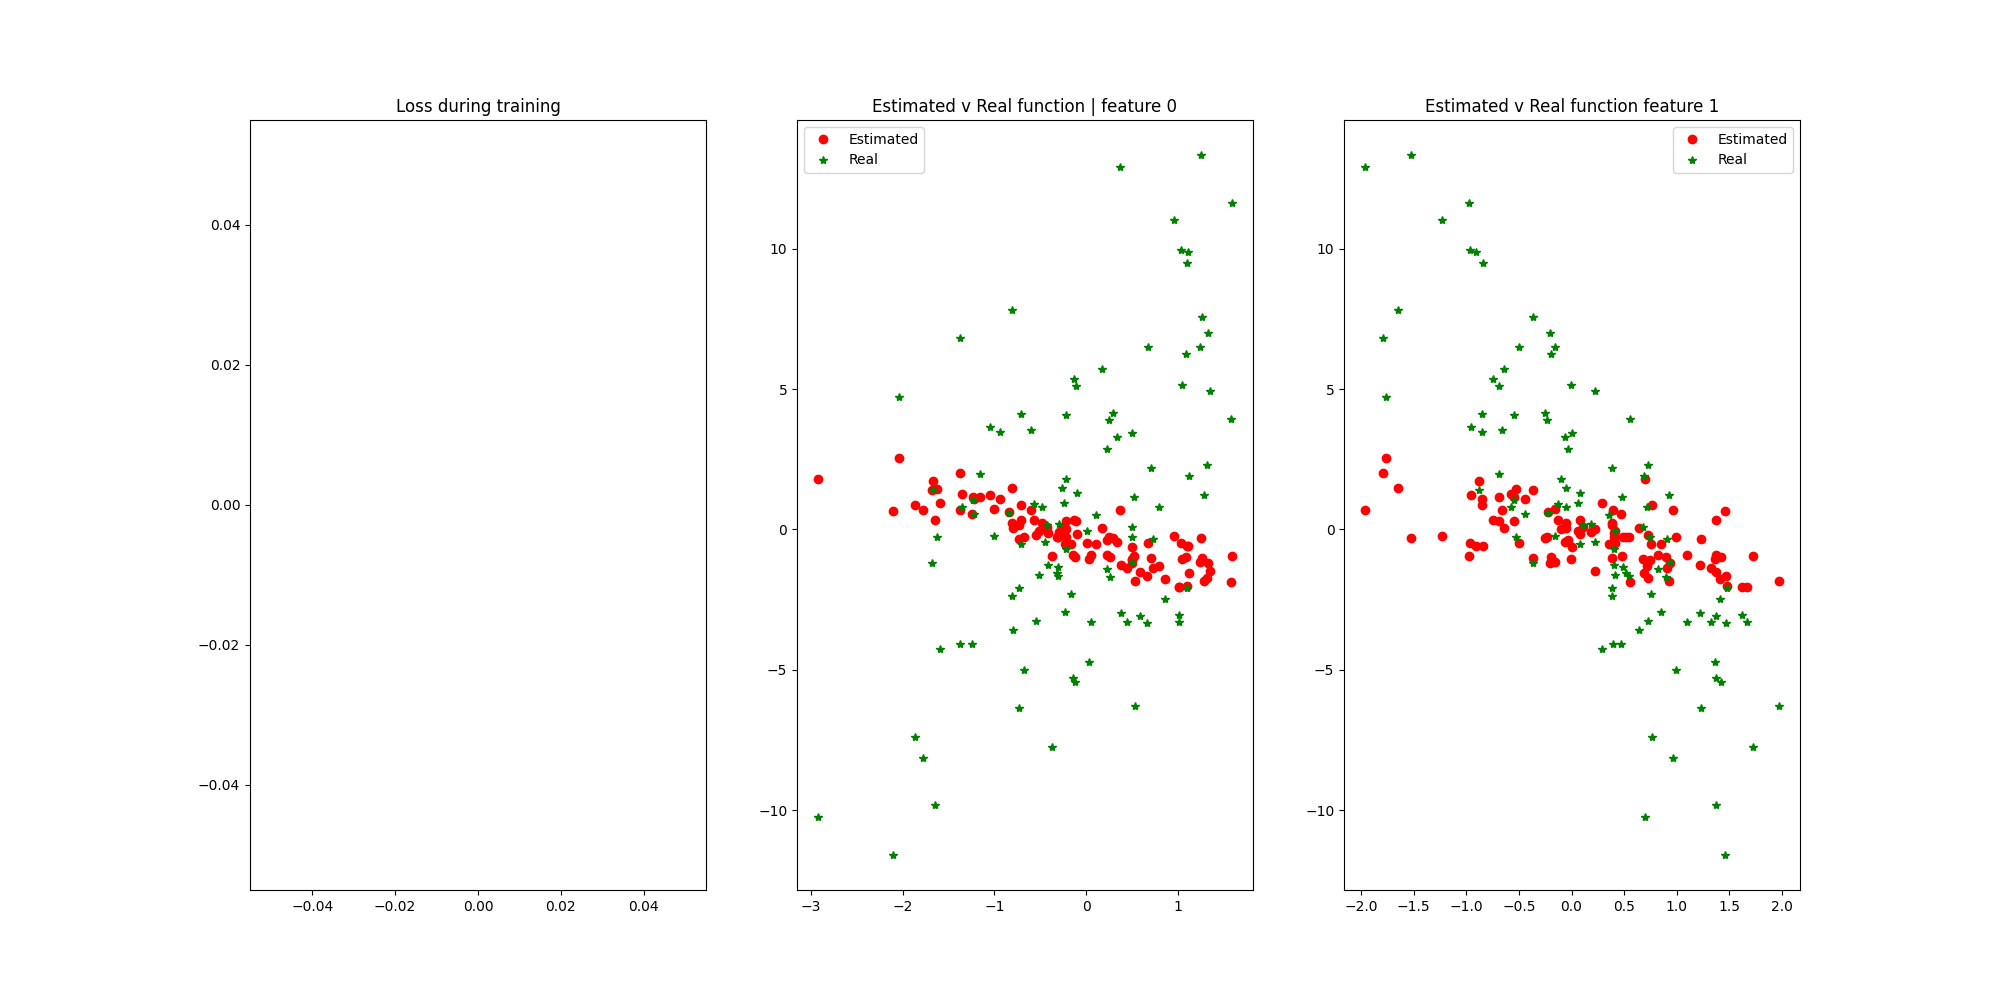 Loss during training
0.04
0.02
0.00
−0.02
−0.04
−0.04 −0.02 0.00 0.02 0.04
Estimated v Real function | feature 0
Estimated
Real
10
5
0
−5
−10
−3 −2 −1 0 1
Estimated v Real function feature 1
Estimated
Real
10
5
0
−5
−10
−2.0 −1.5 −1.0 −0.5 0.0 0.5 1.0 1.5 2.0